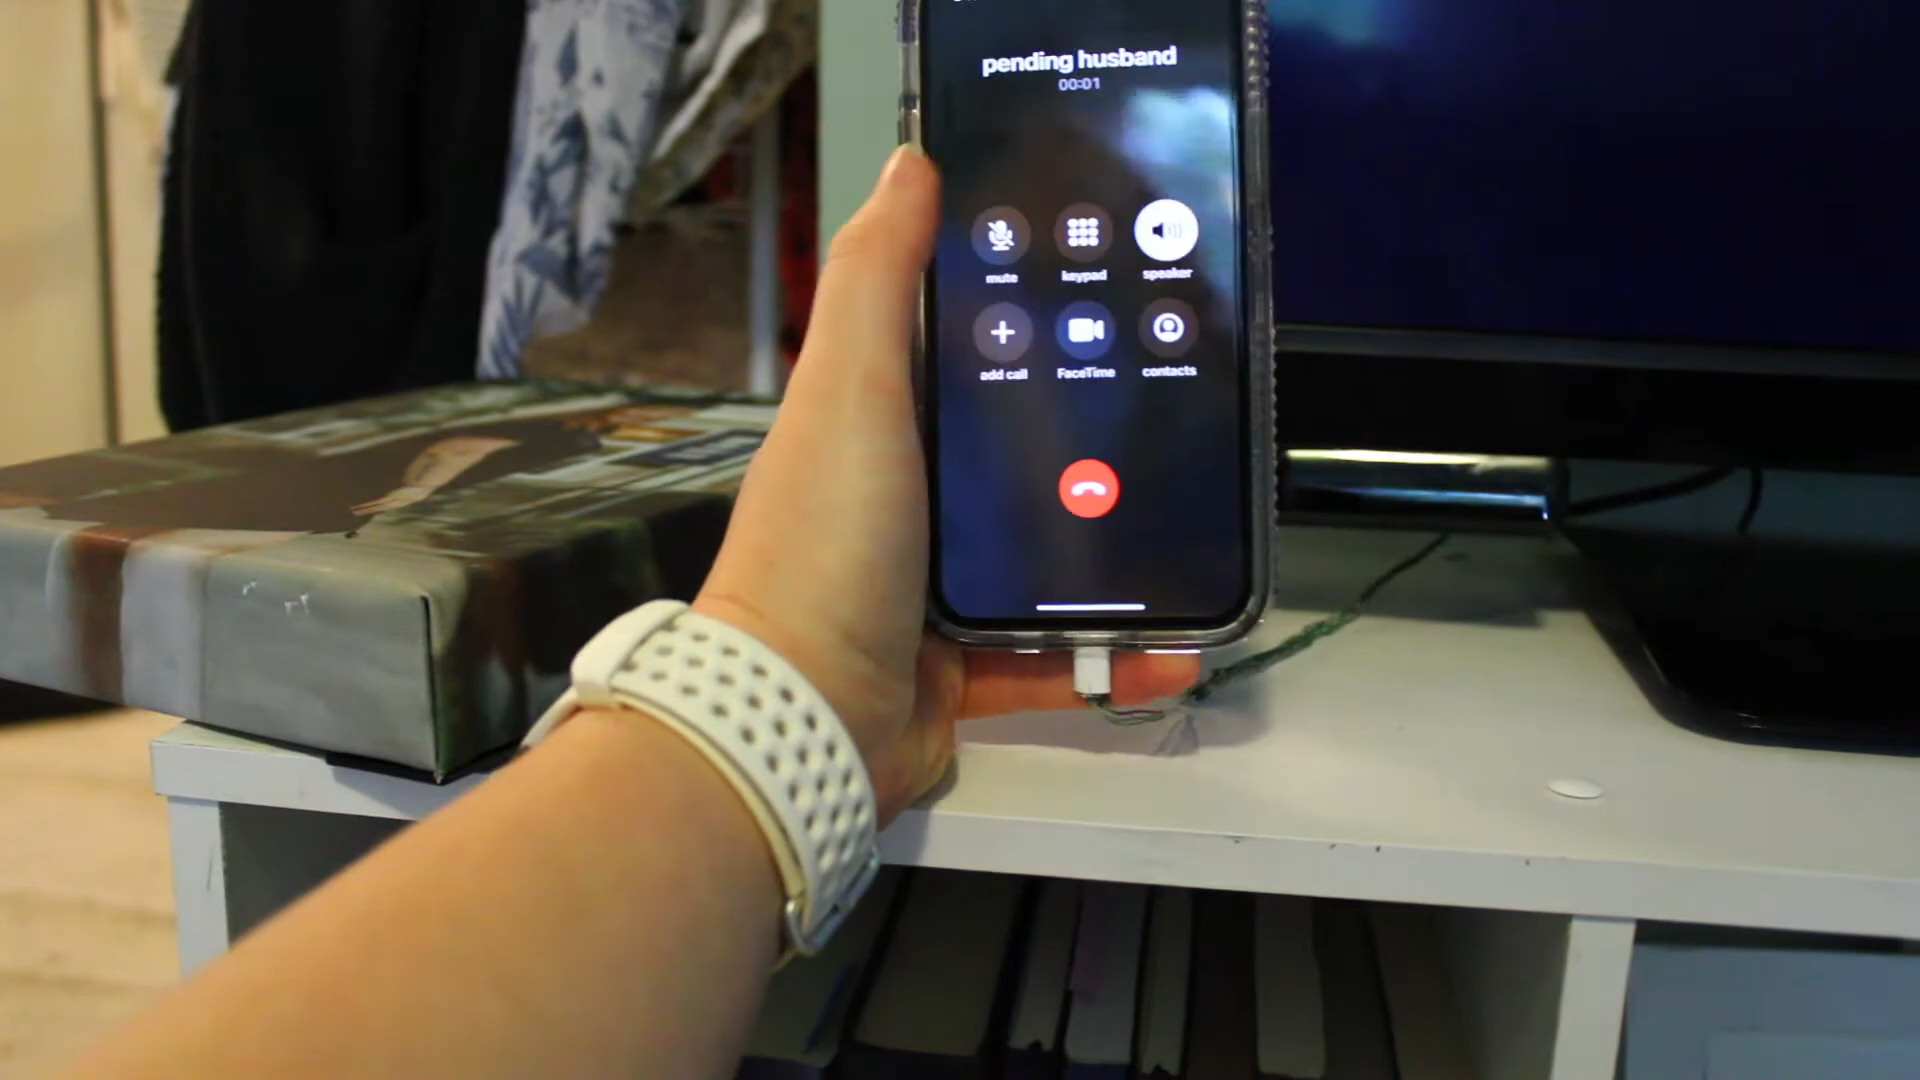 pending husband
00:01
mute keypad speaker
add call FaceTime contacts